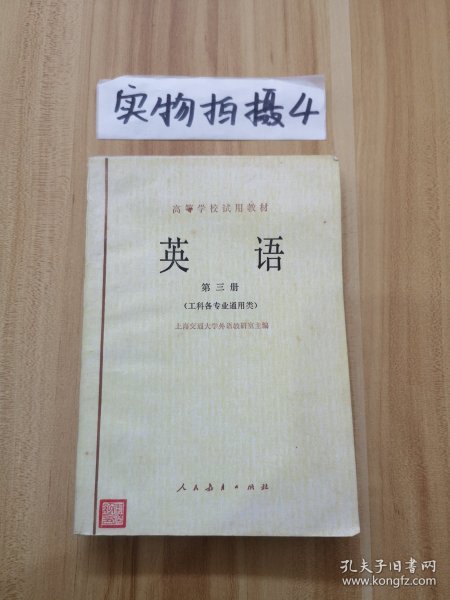 实物拍摄4
高等学校试用教材
英语
第三册
(工科各专业通用类)
上海交通大学外语教研室主编
人民教育出版社
孔夫子旧书网
www.kongfz.com